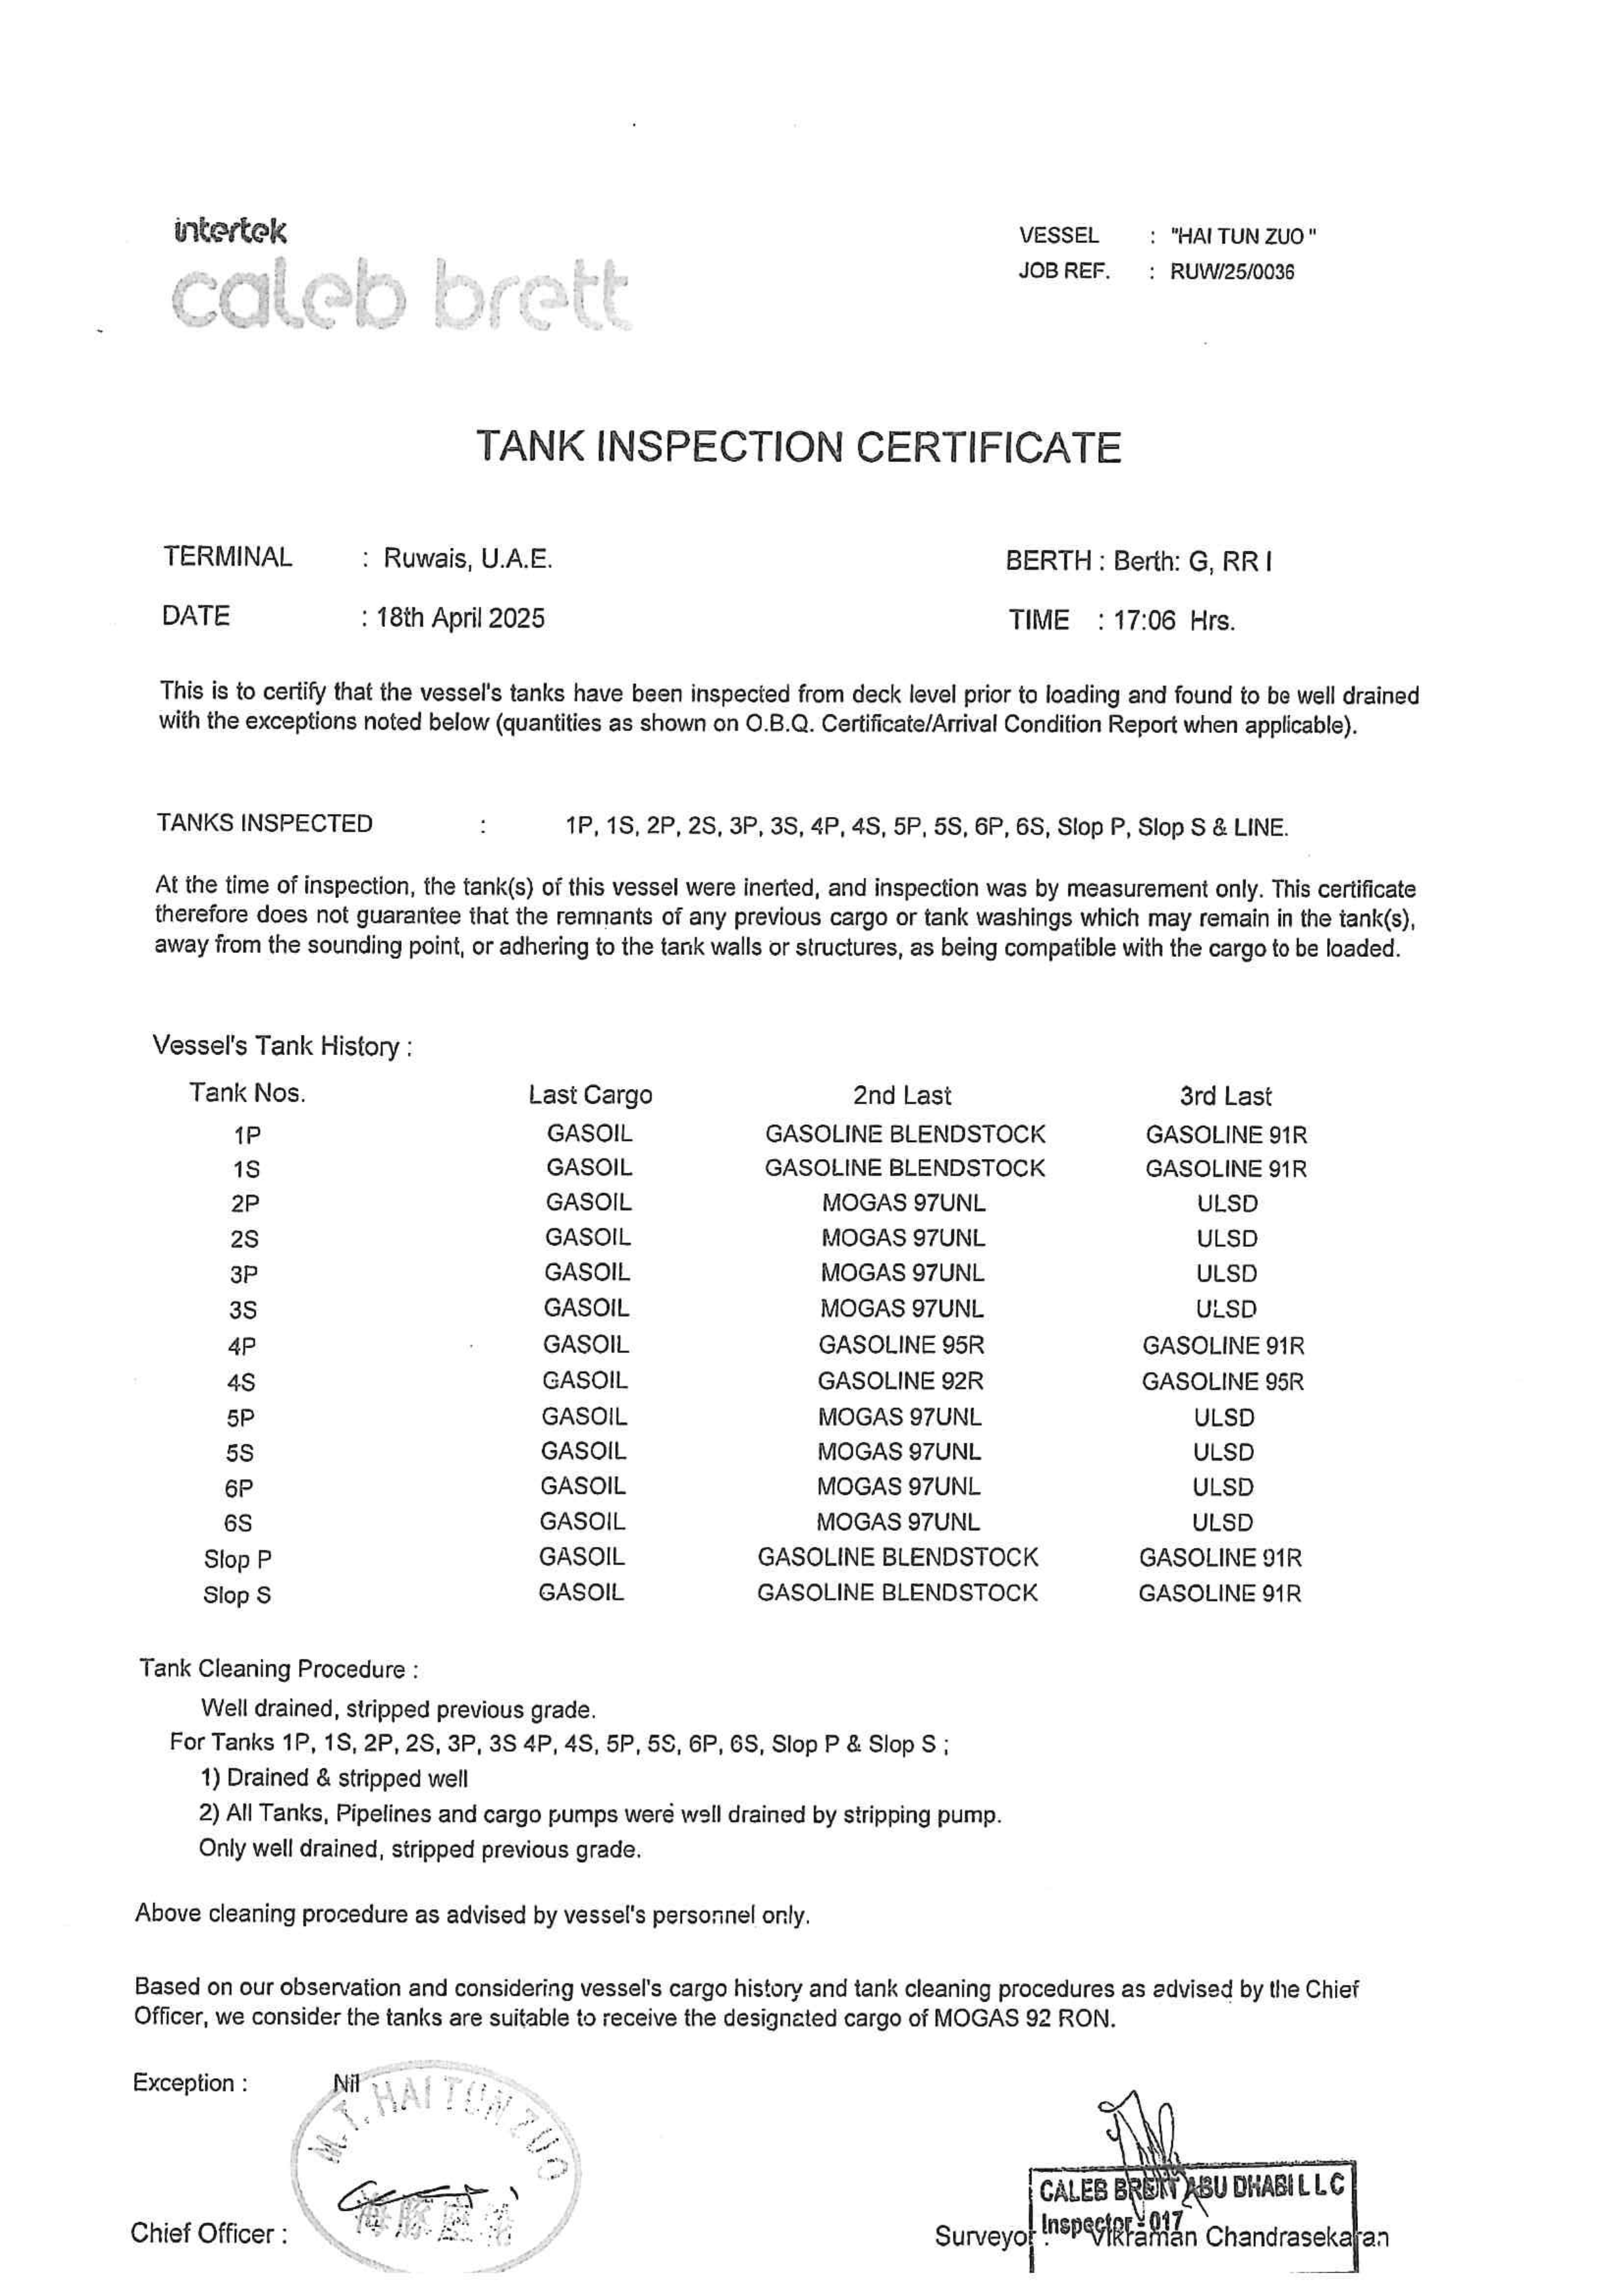 intertek
caleb brett
VESSEL : "HAI TUN ZUO "
JOB REF. : RUW/25/0036
TANK INSPECTION CERTIFICATE
TERMINAL : Ruwais, U.A.E.
BERTH : Berth: G, RR I
DATE : 18th April 2025
TIME : 17:06 Hrs.
This is to certify that the vessel's tanks have been inspected from deck level prior to loading and found to be well drained
with the exceptions noted below (quantities as shown on O.B.Q. Certificate/Arrival Condition Report when applicable).
TANKS INSPECTED : 1P, 1S, 2P, 2S, 3P, 3S, 4P, 4S, 5P, 5S, 6P, 6S, Slop P, Slop S & LINE.
At the time of inspection, the tank(s) of this vessel were inerted, and inspection was by measurement only. This certificate
therefore does not guarantee that the remnants of any previous cargo or tank washings which may remain in the tank(s),
away from the sounding point, or adhering to the tank walls or structures, as being compatible with the cargo to be loaded.
Vessel's Tank History :
Tank Nos. Last Cargo 2nd Last 3rd Last
1P GASOIL GASOLINE BLENDSTOCK GASOLINE 91R
1S GASOIL GASOLINE BLENDSTOCK GASOLINE 91R
2P GASOIL MOGAS 97UNL ULSD
2S GASOIL MOGAS 97UNL ULSD
3P GASOIL MOGAS 97UNL ULSD
3S GASOIL MOGAS 97UNL ULSD
4P GASOIL GASOLINE 95R GASOLINE 91R
4S GASOIL GASOLINE 92R GASOLINE 95R
5P GASOIL MOGAS 97UNL ULSD
5S GASOIL MOGAS 97UNL ULSD
6P GASOIL MOGAS 97UNL ULSD
6S GASOIL MOGAS 97UNL ULSD
Slop P GASOIL GASOLINE BLENDSTOCK GASOLINE 91R
Slop S GASOIL GASOLINE BLENDSTOCK GASOLINE 91R
Tank Cleaning Procedure :
Well drained, stripped previous grade.
For Tanks 1P, 1S, 2P, 2S, 3P, 3S 4P, 4S, 5P, 5S, 6P, 6S, Slop P & Slop S ;
1) Drained & stripped well
2) All Tanks, Pipelines and cargo pumps were well drained by stripping pump.
Only well drained, stripped previous grade.
Above cleaning procedure as advised by vessel's personnel only.
Based on our observation and considering vessel's cargo history and tank cleaning procedures as advised by the Chief
Officer, we consider the tanks are suitable to receive the designated cargo of MOGAS 92 RON.
Exception : Nil
M.T. HAI TUN ZUO
海豚座
CALEB BRETT ABU DHABI L L C
Inspector - 017
Chief Officer :
Surveyor : Vikraman Chandrasekaran